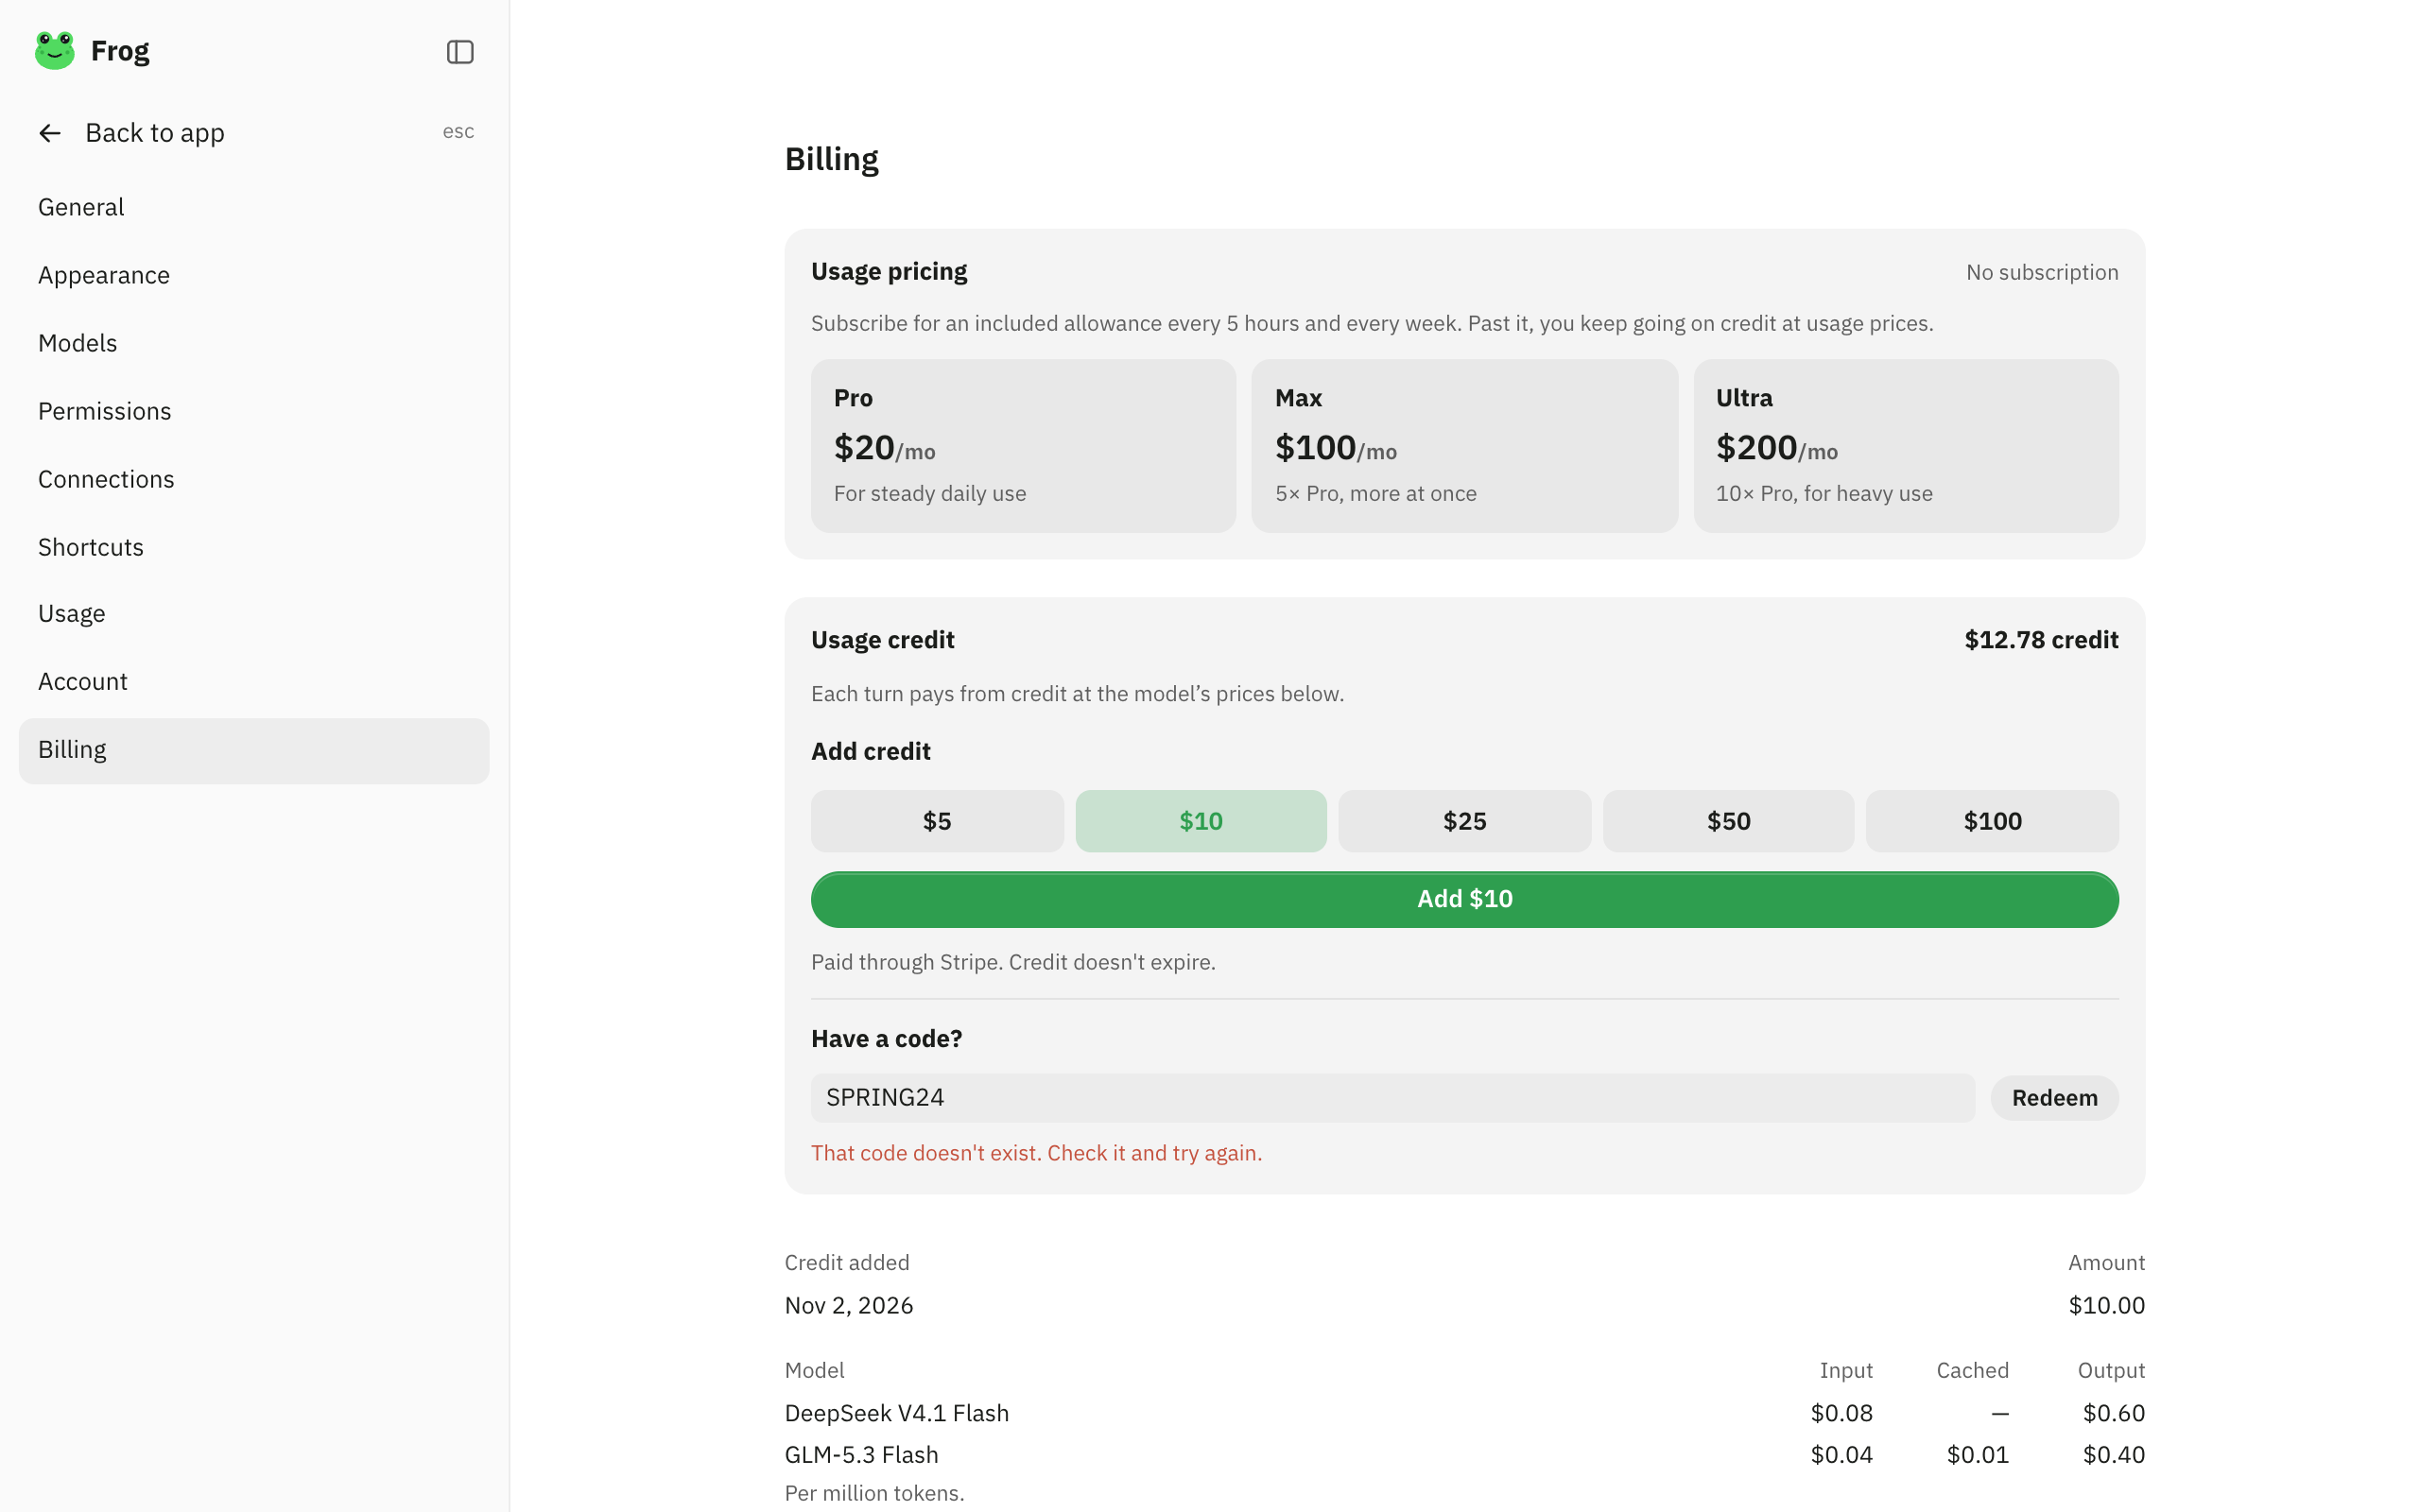 Frog
Back to app esc
General
Appearance
Models
Permissions
Connections
Shortcuts
Usage
Account
Billing
Billing
Usage pricing No subscription
Subscribe for an included allowance every 5 hours and every week. Past it, you keep going on credit at usage prices.
Pro Max Ultra
$20/mo $100/mo $200/mo
For steady daily use 5× Pro, more at once 10× Pro, for heavy use
Usage credit $12.78 credit
Each turn pays from credit at the model’s prices below.
Add credit
$5 $10 $25 $50 $100
Add $10
Paid through Stripe. Credit doesn't expire.
Have a code?
SPRING24 Redeem
That code doesn't exist. Check it and try again.
Credit added Amount
Nov 2, 2026 $10.00
Model Input Cached Output
DeepSeek V4.1 Flash $0.08 — $0.60
GLM-5.3 Flash $0.04 $0.01 $0.40
Per million tokens.